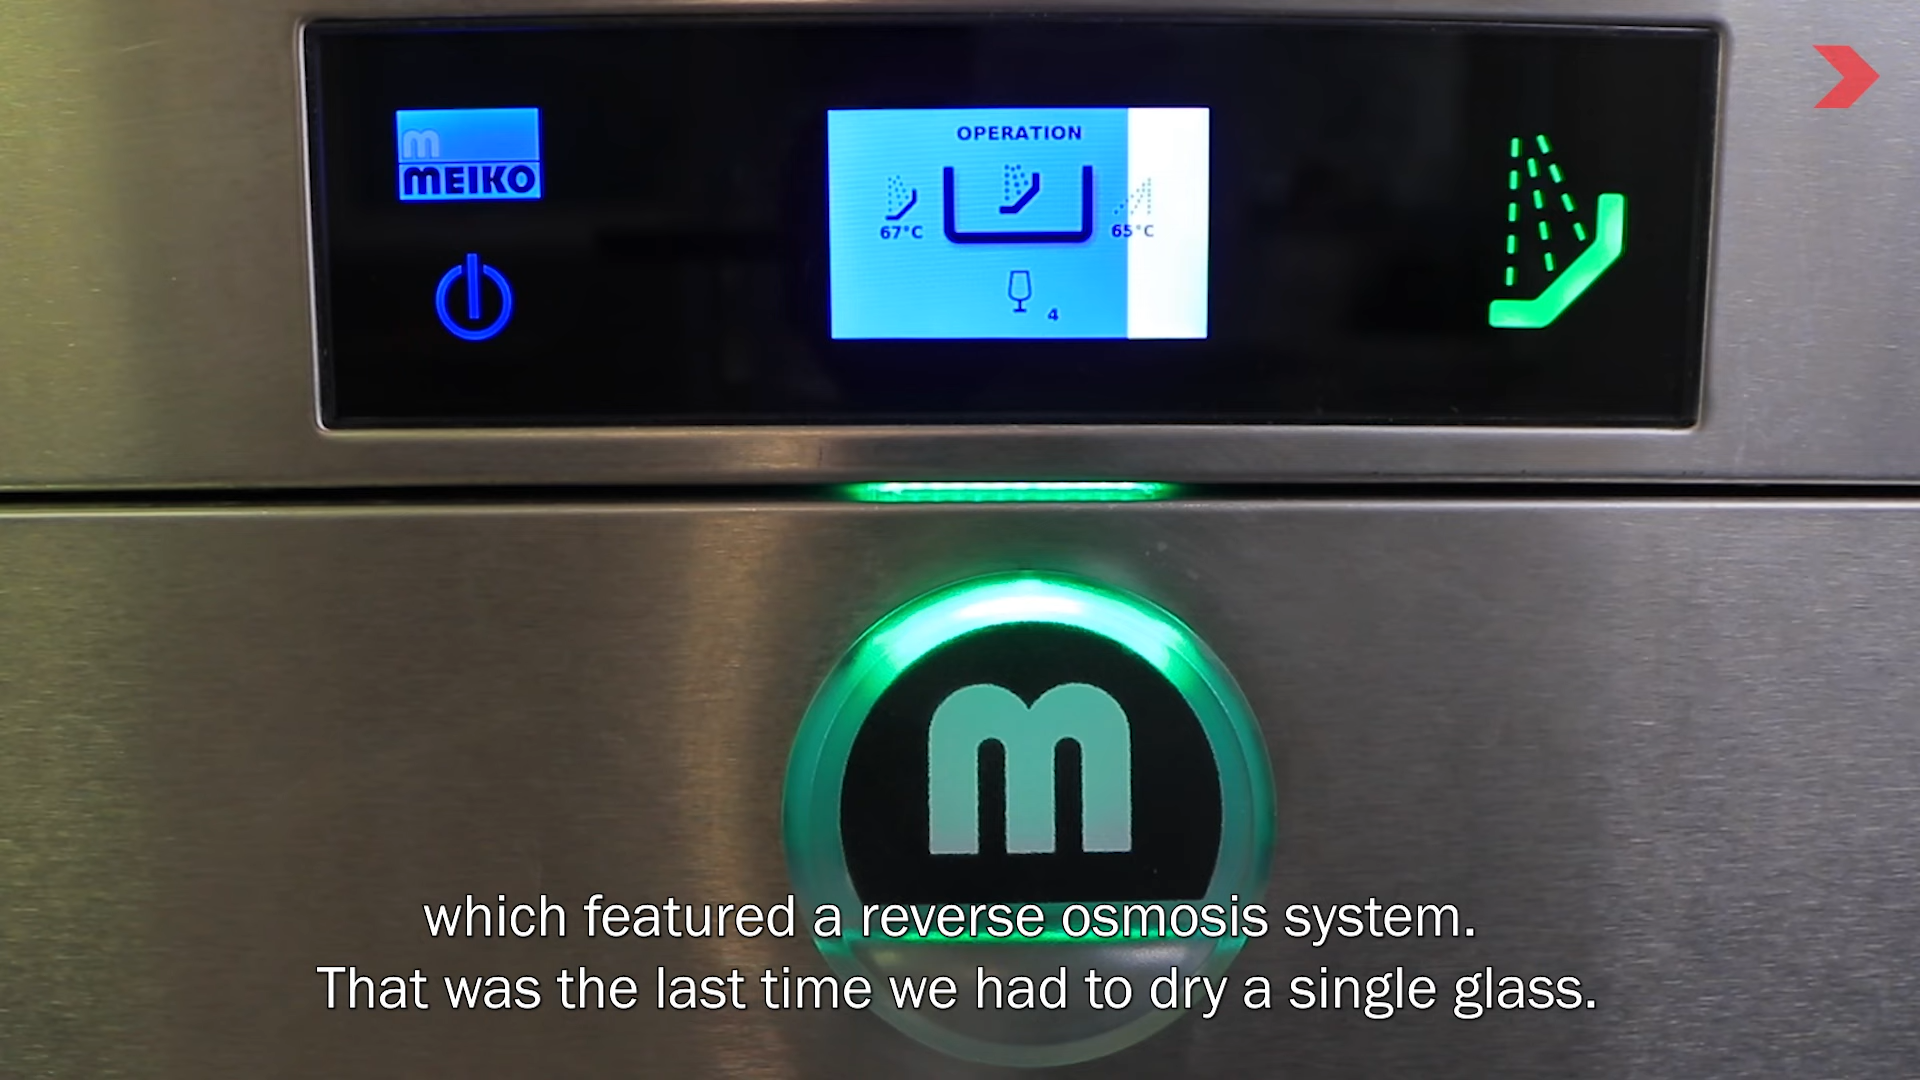 m
MEIKO
OPERATION
67°C
65°C
4
m
which featured a reverse osmosis system.
That was the last time we had to dry a single glass.